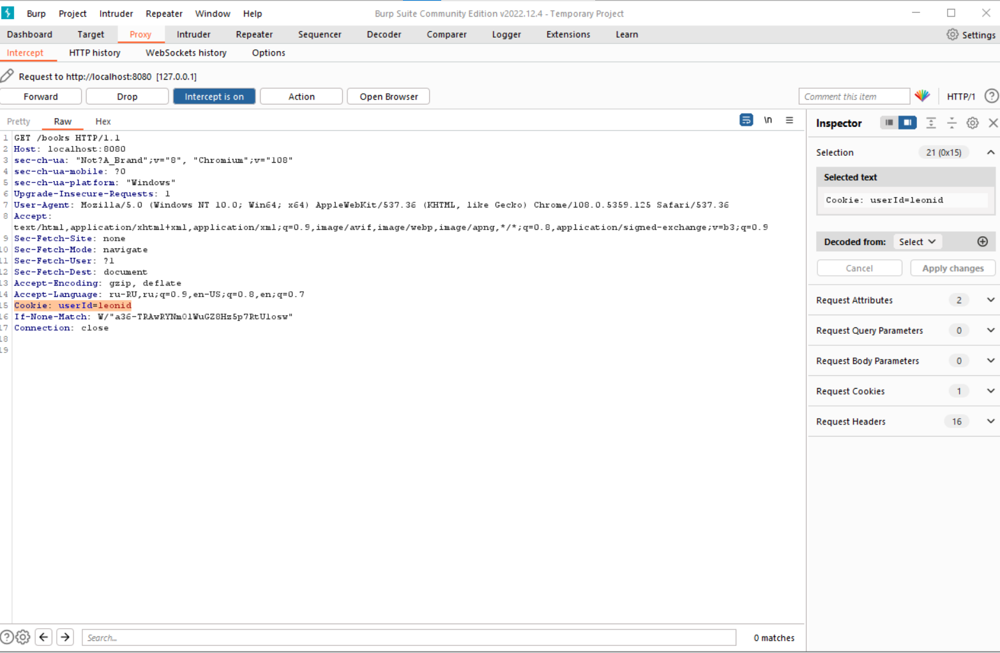 Burp Project Intruder Repeater Window Help Burp Suite Community Edition v2022.12.4 - Temporary Project
Dashboard Target Proxy Intruder Repeater Sequencer Decoder Comparer Logger Extensions Learn Settings
Intercept HTTP history WebSockets history Options
Request to http://localhost:8080 [127.0.0.1]
Forward Drop Intercept is on Action Open Browser Comment this item HTTP/1 ?
Pretty Raw Hex \n
1 GET /books HTTP/1.1
2 Host: localhost:8080
3 sec-ch-ua: "Not?A_Brand";v="8", "Chromium";v="108"
4 sec-ch-ua-mobile: ?0
5 sec-ch-ua-platform: "Windows"
6 Upgrade-Insecure-Requests: 1
7 User-Agent: Mozilla/5.0 (Windows NT 10.0; Win64; x64) AppleWebKit/537.36 (KHTML, like Gecko) Chrome/108.0.5359.125 Safari/537.36
8 Accept:
text/html,application/xhtml+xml,application/xml;q=0.9,image/avif,image/webp,image/apng,*/*;q=0.8,application/signed-exchange;v=b3;q=0.9
9 Sec-Fetch-Site: none
10 Sec-Fetch-Mode: navigate
11 Sec-Fetch-User: ?1
12 Sec-Fetch-Dest: document
13 Accept-Encoding: gzip, deflate
14 Accept-Language: ru-RU,ru;q=0.9,en-US;q=0.8,en;q=0.7
15 Cookie: userId=leonid
16 If-None-Match: W/"a36-TRAwRYNm0lWuGZ8Hz5p7RtUlosw"
17 Connection: close
18
19
Inspector
Selection 21 (0x15)
Selected text
Cookie: userId=leonid
Decoded from: Select
Cancel Apply changes
Request Attributes 2
Request Query Parameters 0
Request Body Parameters 0
Request Cookies 1
Request Headers 16
? Search... 0 matches